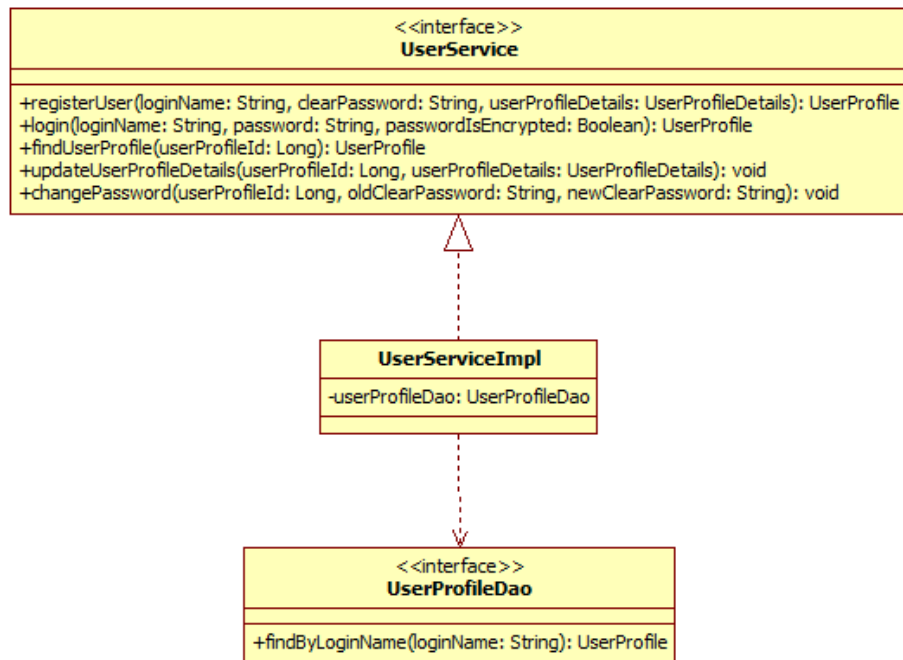 <<interface>>
UserService
+registerUser(loginName: String, clearPassword: String, userProfileDetails: UserProfileDetails): UserProfile
+login(loginName: String, password: String, passwordIsEncrypted: Boolean): UserProfile
+findUserProfile(userProfileId: Long): UserProfile
+updateUserProfileDetails(userProfileId: Long, userProfileDetails: UserProfileDetails): void
+changePassword(userProfileId: Long, oldClearPassword: String, newClearPassword: String): void
UserServiceImpl
-userProfileDao: UserProfileDao
<<interface>>
UserProfileDao
+findByLoginName(loginName: String): UserProfile